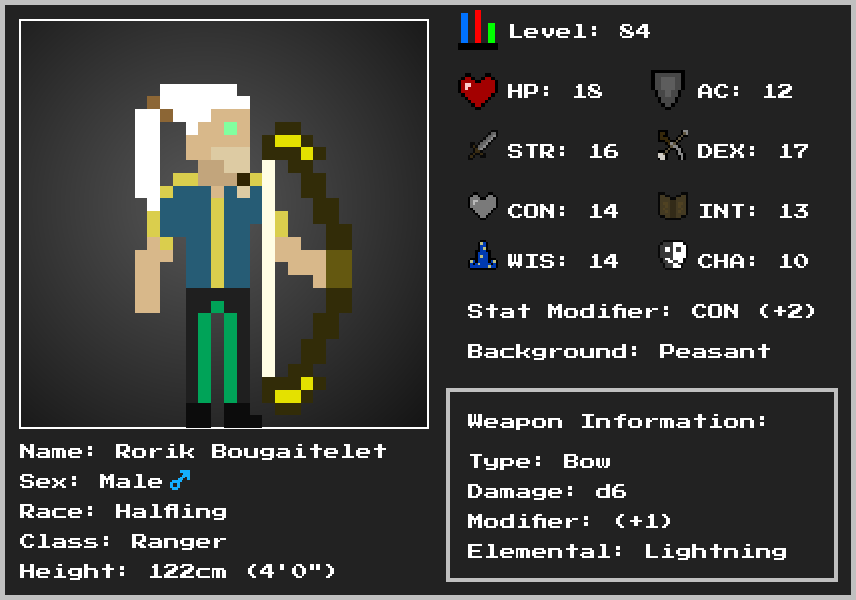 Level: 84
HP: 18
AC: 12
STR: 16
DEX: 17
CON: 14
INT: 13
WIS: 14
CHA: 10
Stat Modifier: CON (+2)
Background: Peasant
Weapon Information:
Type: Bow
Damage: d6
Modifier: (+1)
Elemental: Lightning
Name: Rorik Bougaitelet
Sex: Male ♂
Race: Halfling
Class: Ranger
Height: 122cm (4'0")